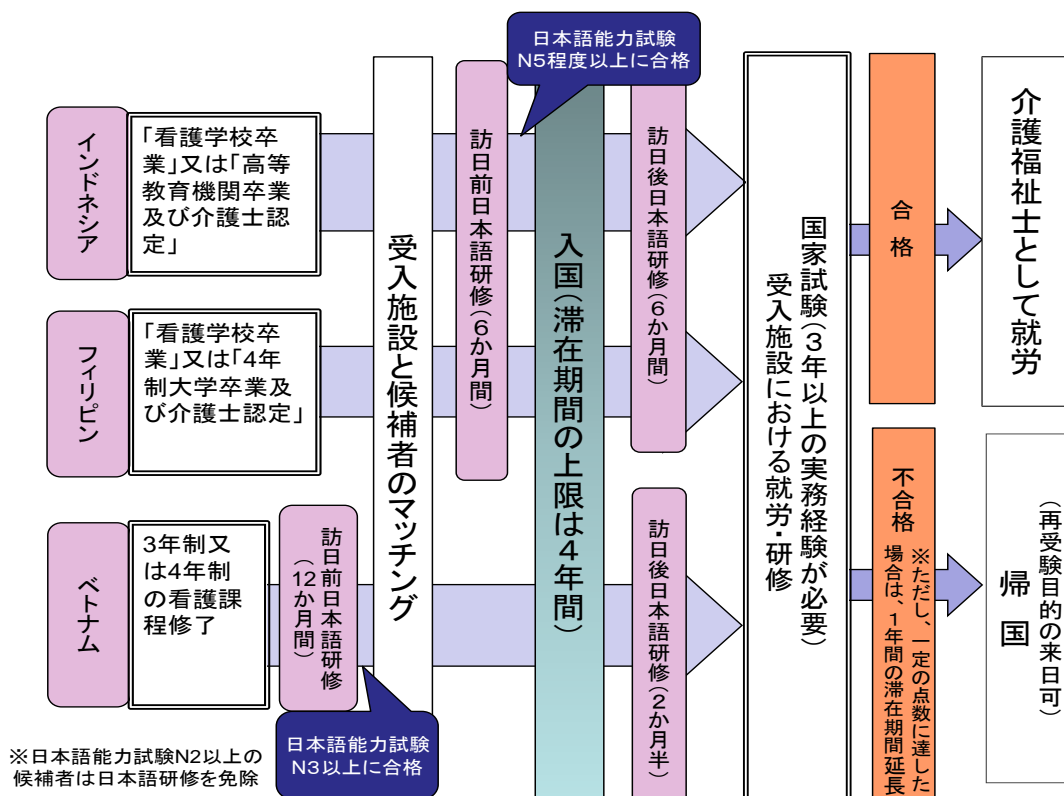 日本語能力試験
N5程度以上に合格
インドネシア
「看護学校卒
業」又は「高等
教育機関卒業
及び介護士認
定」
フィリピン
「看護学校卒
業」又は「4年
制大学卒業及
び介護士認定」
ベトナム
3年制又
は4年制
の看護課
程修了
訪日前日本語研修
（12か月間）
日本語能力試験
N3以上に合格
※日本語能力試験N2以上の
候補者は日本語研修を免除
受入施設と候補者のマッチング
訪日前日本語研修（6か月間）
入国（滞在期間の上限は4年間）
訪日後日本語研修（6か月間）
訪日後日本語研修（2か月半）
国家試験（3年以上の実務経験が必要）
受入施設における就労・研修
合格
不合格
※ただし、一定の点数に達した
場合は、1年間の滞在期間延長
介護福祉士として就労
（再受験目的の来日可）
帰国